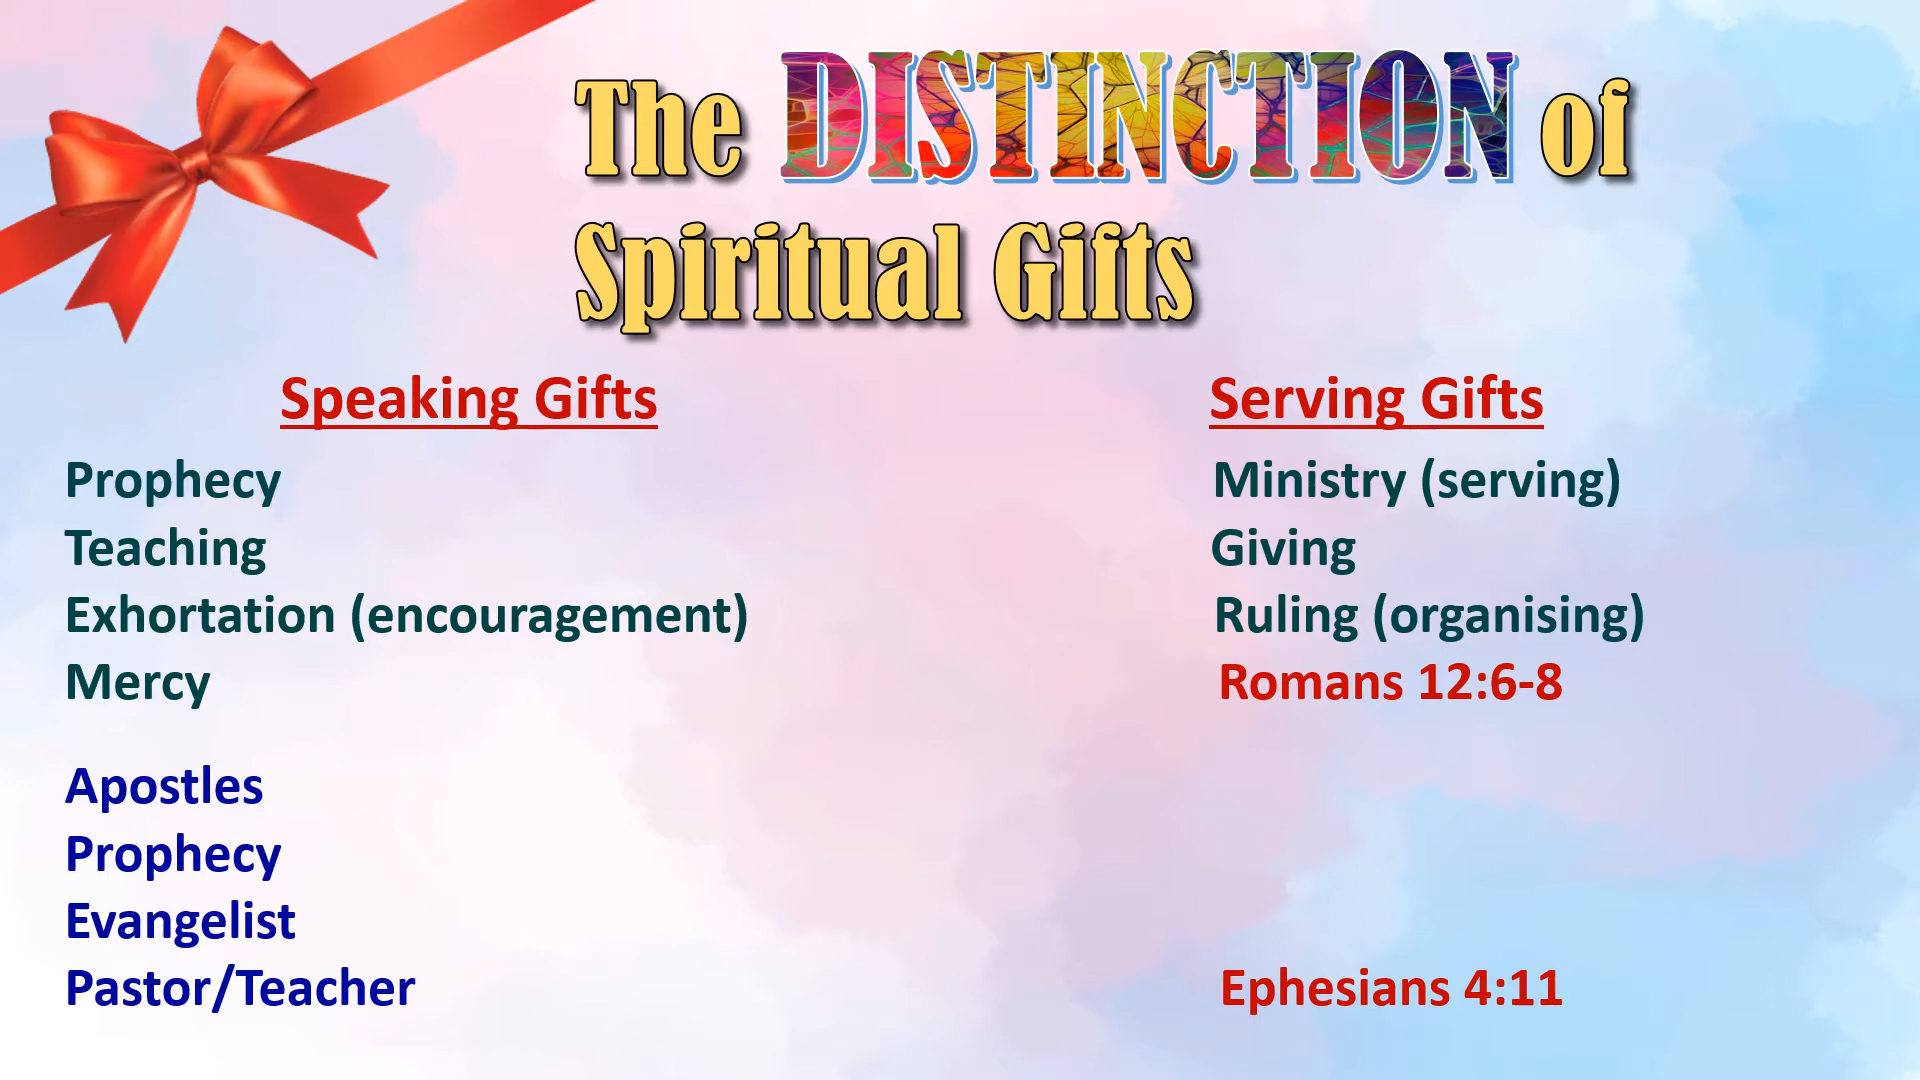 The DISTINCTION of
Spiritual Gifts
Speaking Gifts
Prophecy
Teaching
Exhortation (encouragement)
Mercy
Apostles
Prophecy
Evangelist
Pastor/Teacher
Serving Gifts
Ministry (serving)
Giving
Ruling (organising)
Romans 12:6-8
Ephesians 4:11